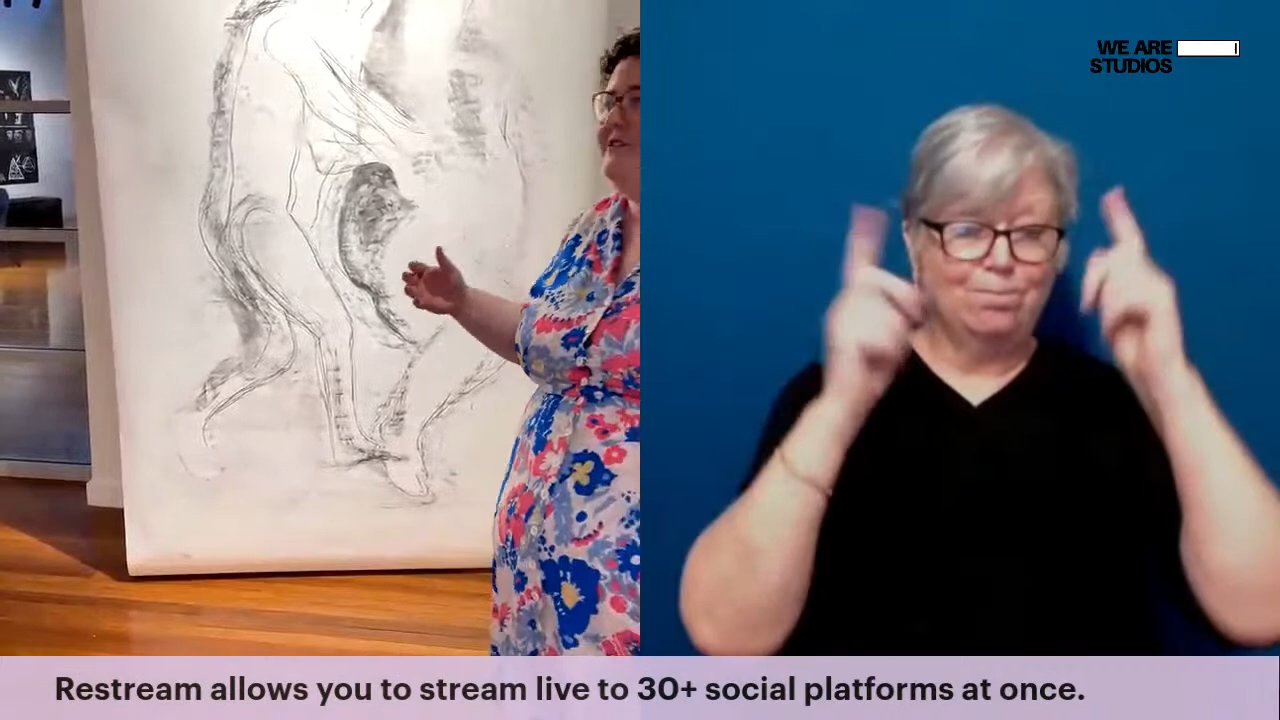 WE ARE
STUDIOS
Restream allows you to stream live to 30+ social platforms at once.